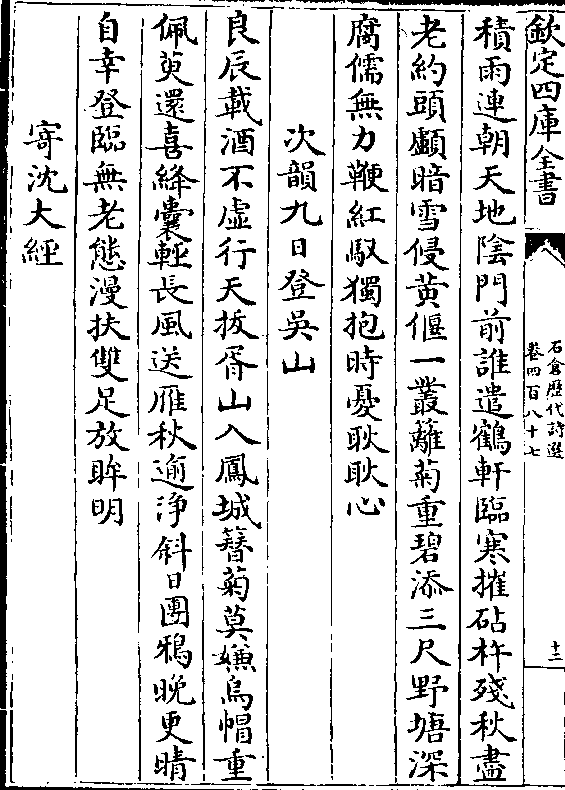 欽定四庫全書
石倉歷代詩選
卷四百八十七
十二
積雨連朝天地陰門前誰遣鶴軒臨寒摧砧杵殘秋盡
老約頭顱暗雪侵黃偃一叢離菊重碧添三尺野塘深
腐儒無力鞭紅馭獨抱時憂耿耿心
次韻九日登吳山
良辰載酒不虛行天拔胥山入鳳城簪菊莫嫌烏帽重
佩萸還喜絳囊輕長風送雁秋逾淨斜日團鴉晚更晴
自幸登臨無老態漫扶雙足放眸明
寄沈大經